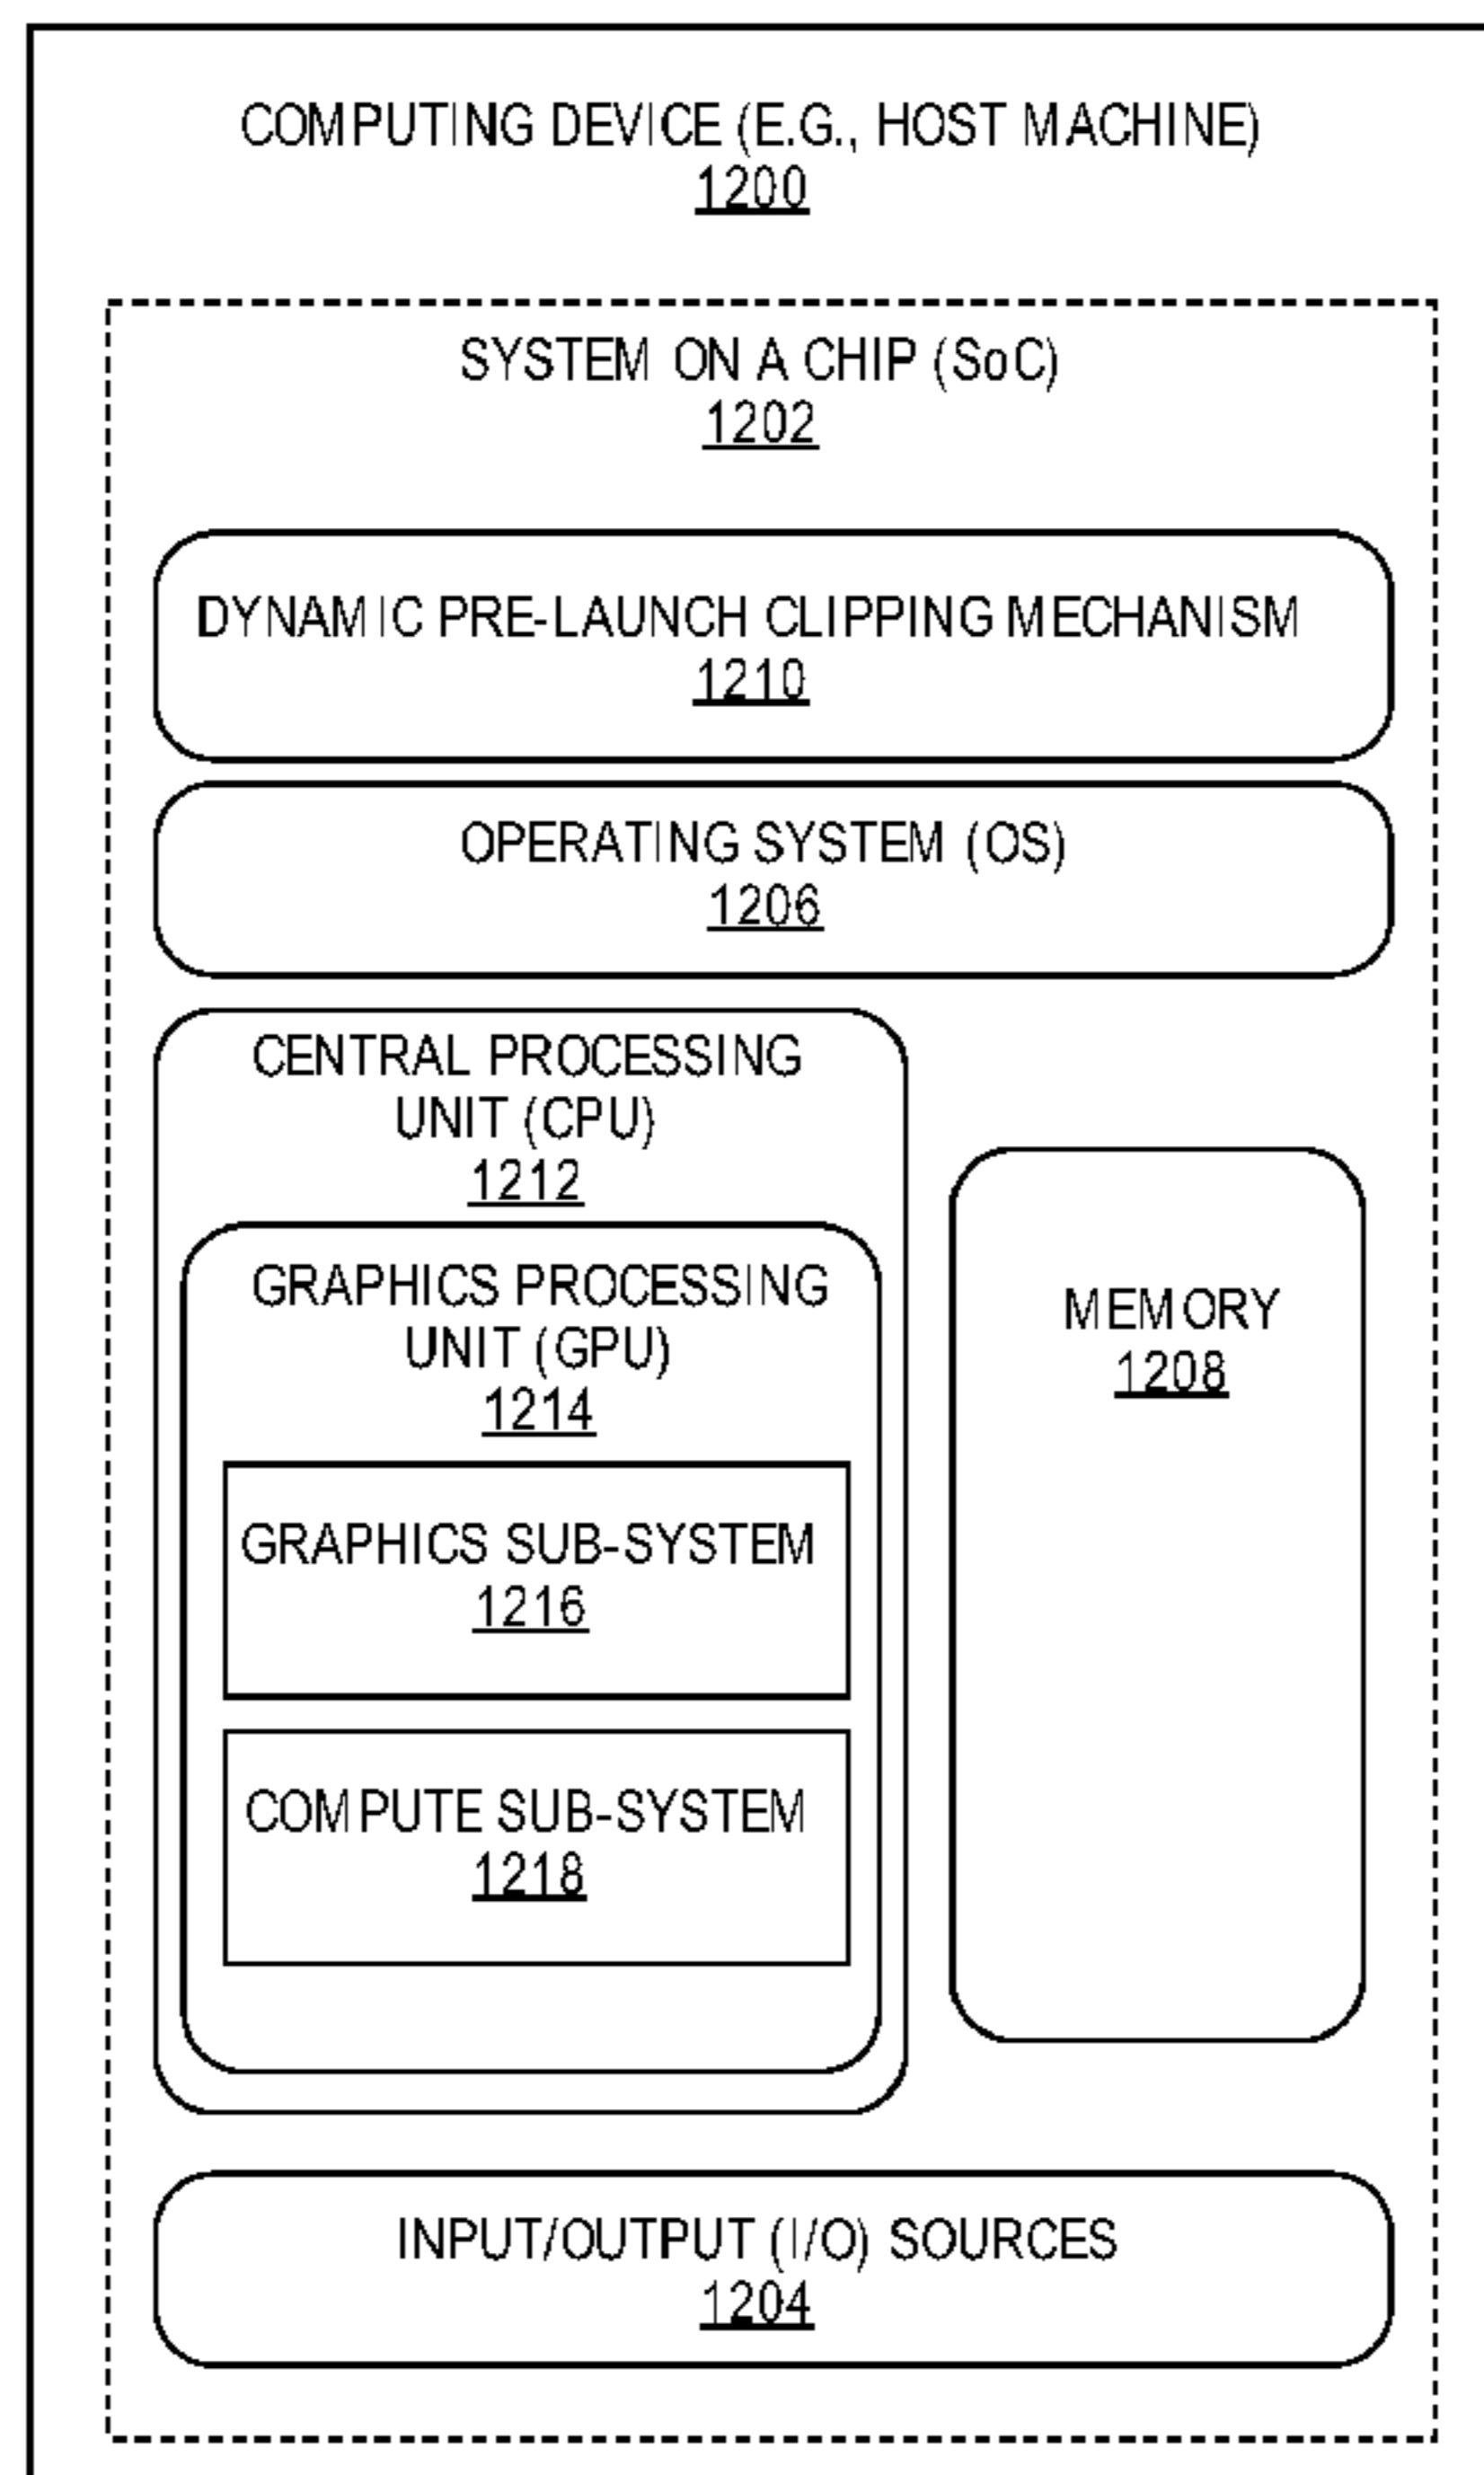 COMPUTING DEVICE (E.G., HOST MACHINE)
1200
SYSTEM ON A CHIP (SoC)
1202
DYNAMIC PRE-LAUNCH CLIPPING MECHANISM
1210
OPERATING SYSTEM (OS)
1206
CENTRAL PROCESSING
UNIT (CPU)
1212
GRAPHICS PROCESSING
UNIT (GPU)
1214
GRAPHICS SUB-SYSTEM
1216
COMPUTE SUB-SYSTEM
1218
MEMORY
1208
INPUT/OUTPUT (I/O) SOURCES
1204